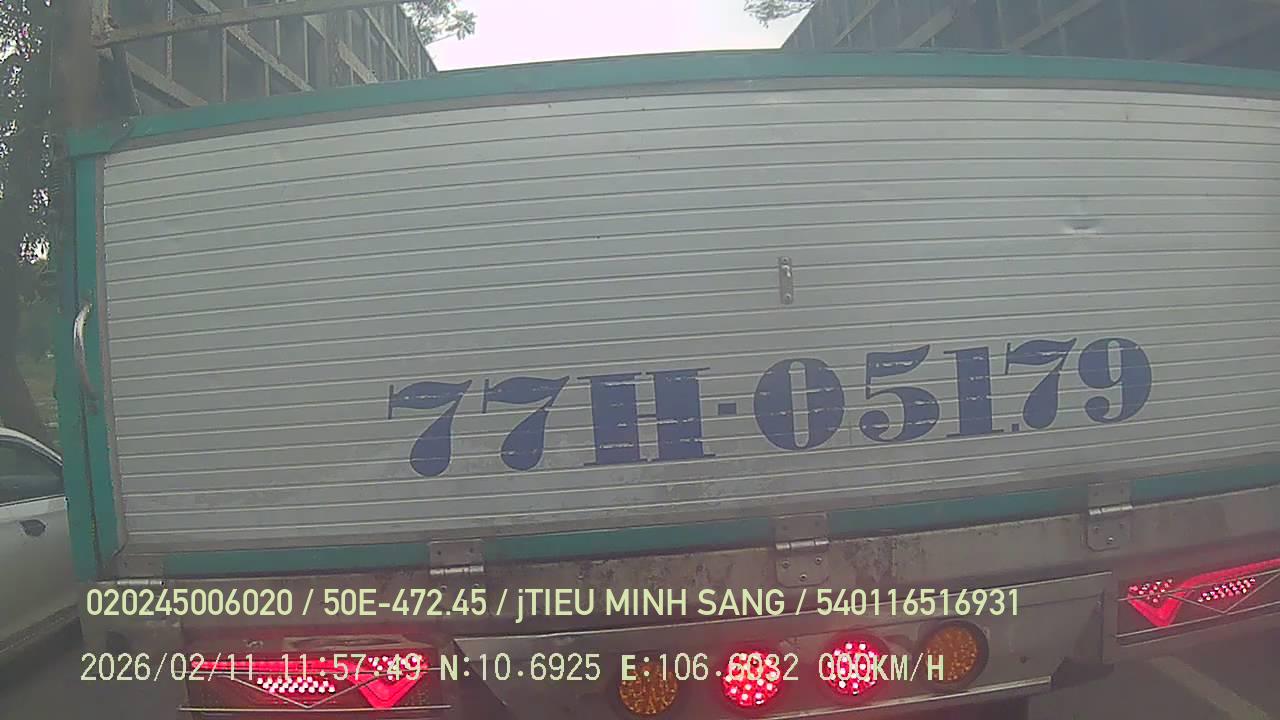 77H-051.79
020245006020 / 50E-472.45 / jTIEU MINH SANG / 540116516931
2026/02/11 11:57:49 N:10.6925 E:106.6082 000KM/H